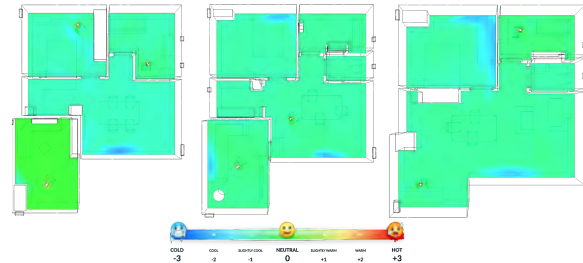 COLD COOL SLIGHTLY COOL NEUTRAL SLIGHTLY WARM WARM HOT
-3 -2 -1 0 +1 +2 +3